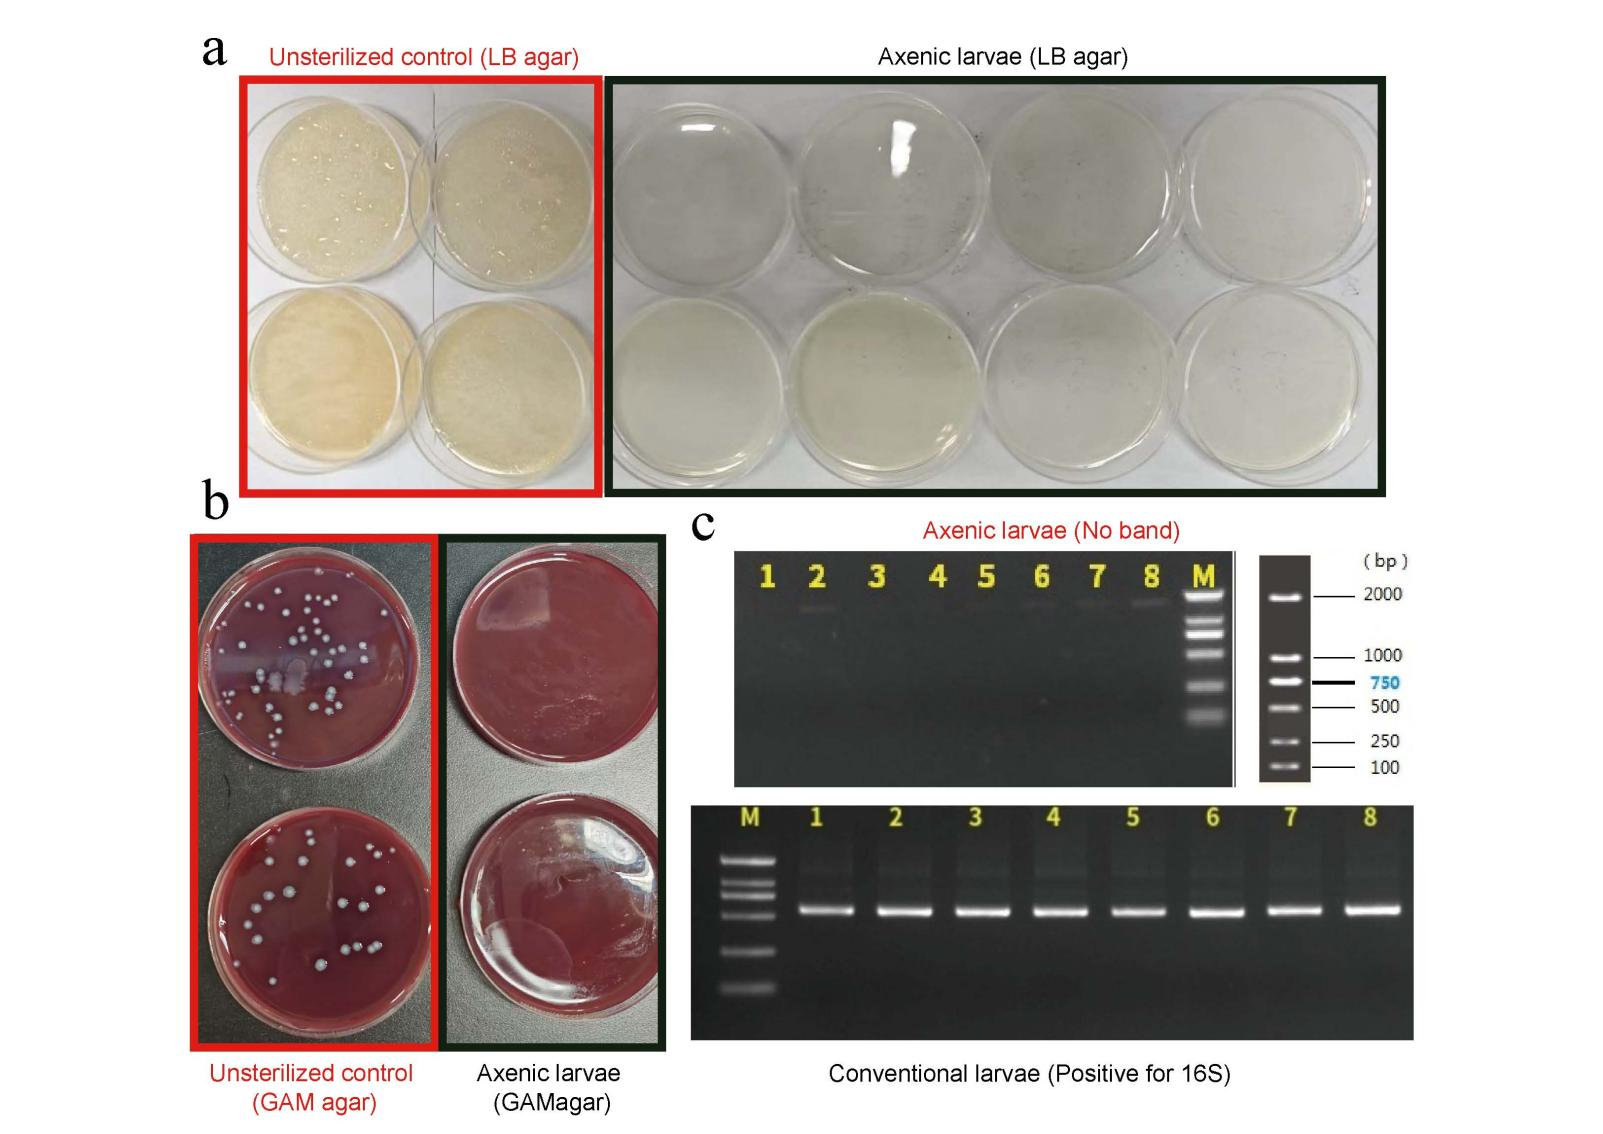 a
Unsterilized control (LB agar)
Axenic larvae (LB agar)
b
c
Axenic larvae (No band)
1 2 3 4 5 6 7 8 M
(bp)
2000
1000
750
500
250
100
M 1 2 3 4 5 6 7 8
Unsterilized control
(GAM agar)
Axenic larvae
(GAMagar)
Conventional larvae (Positive for 16S)